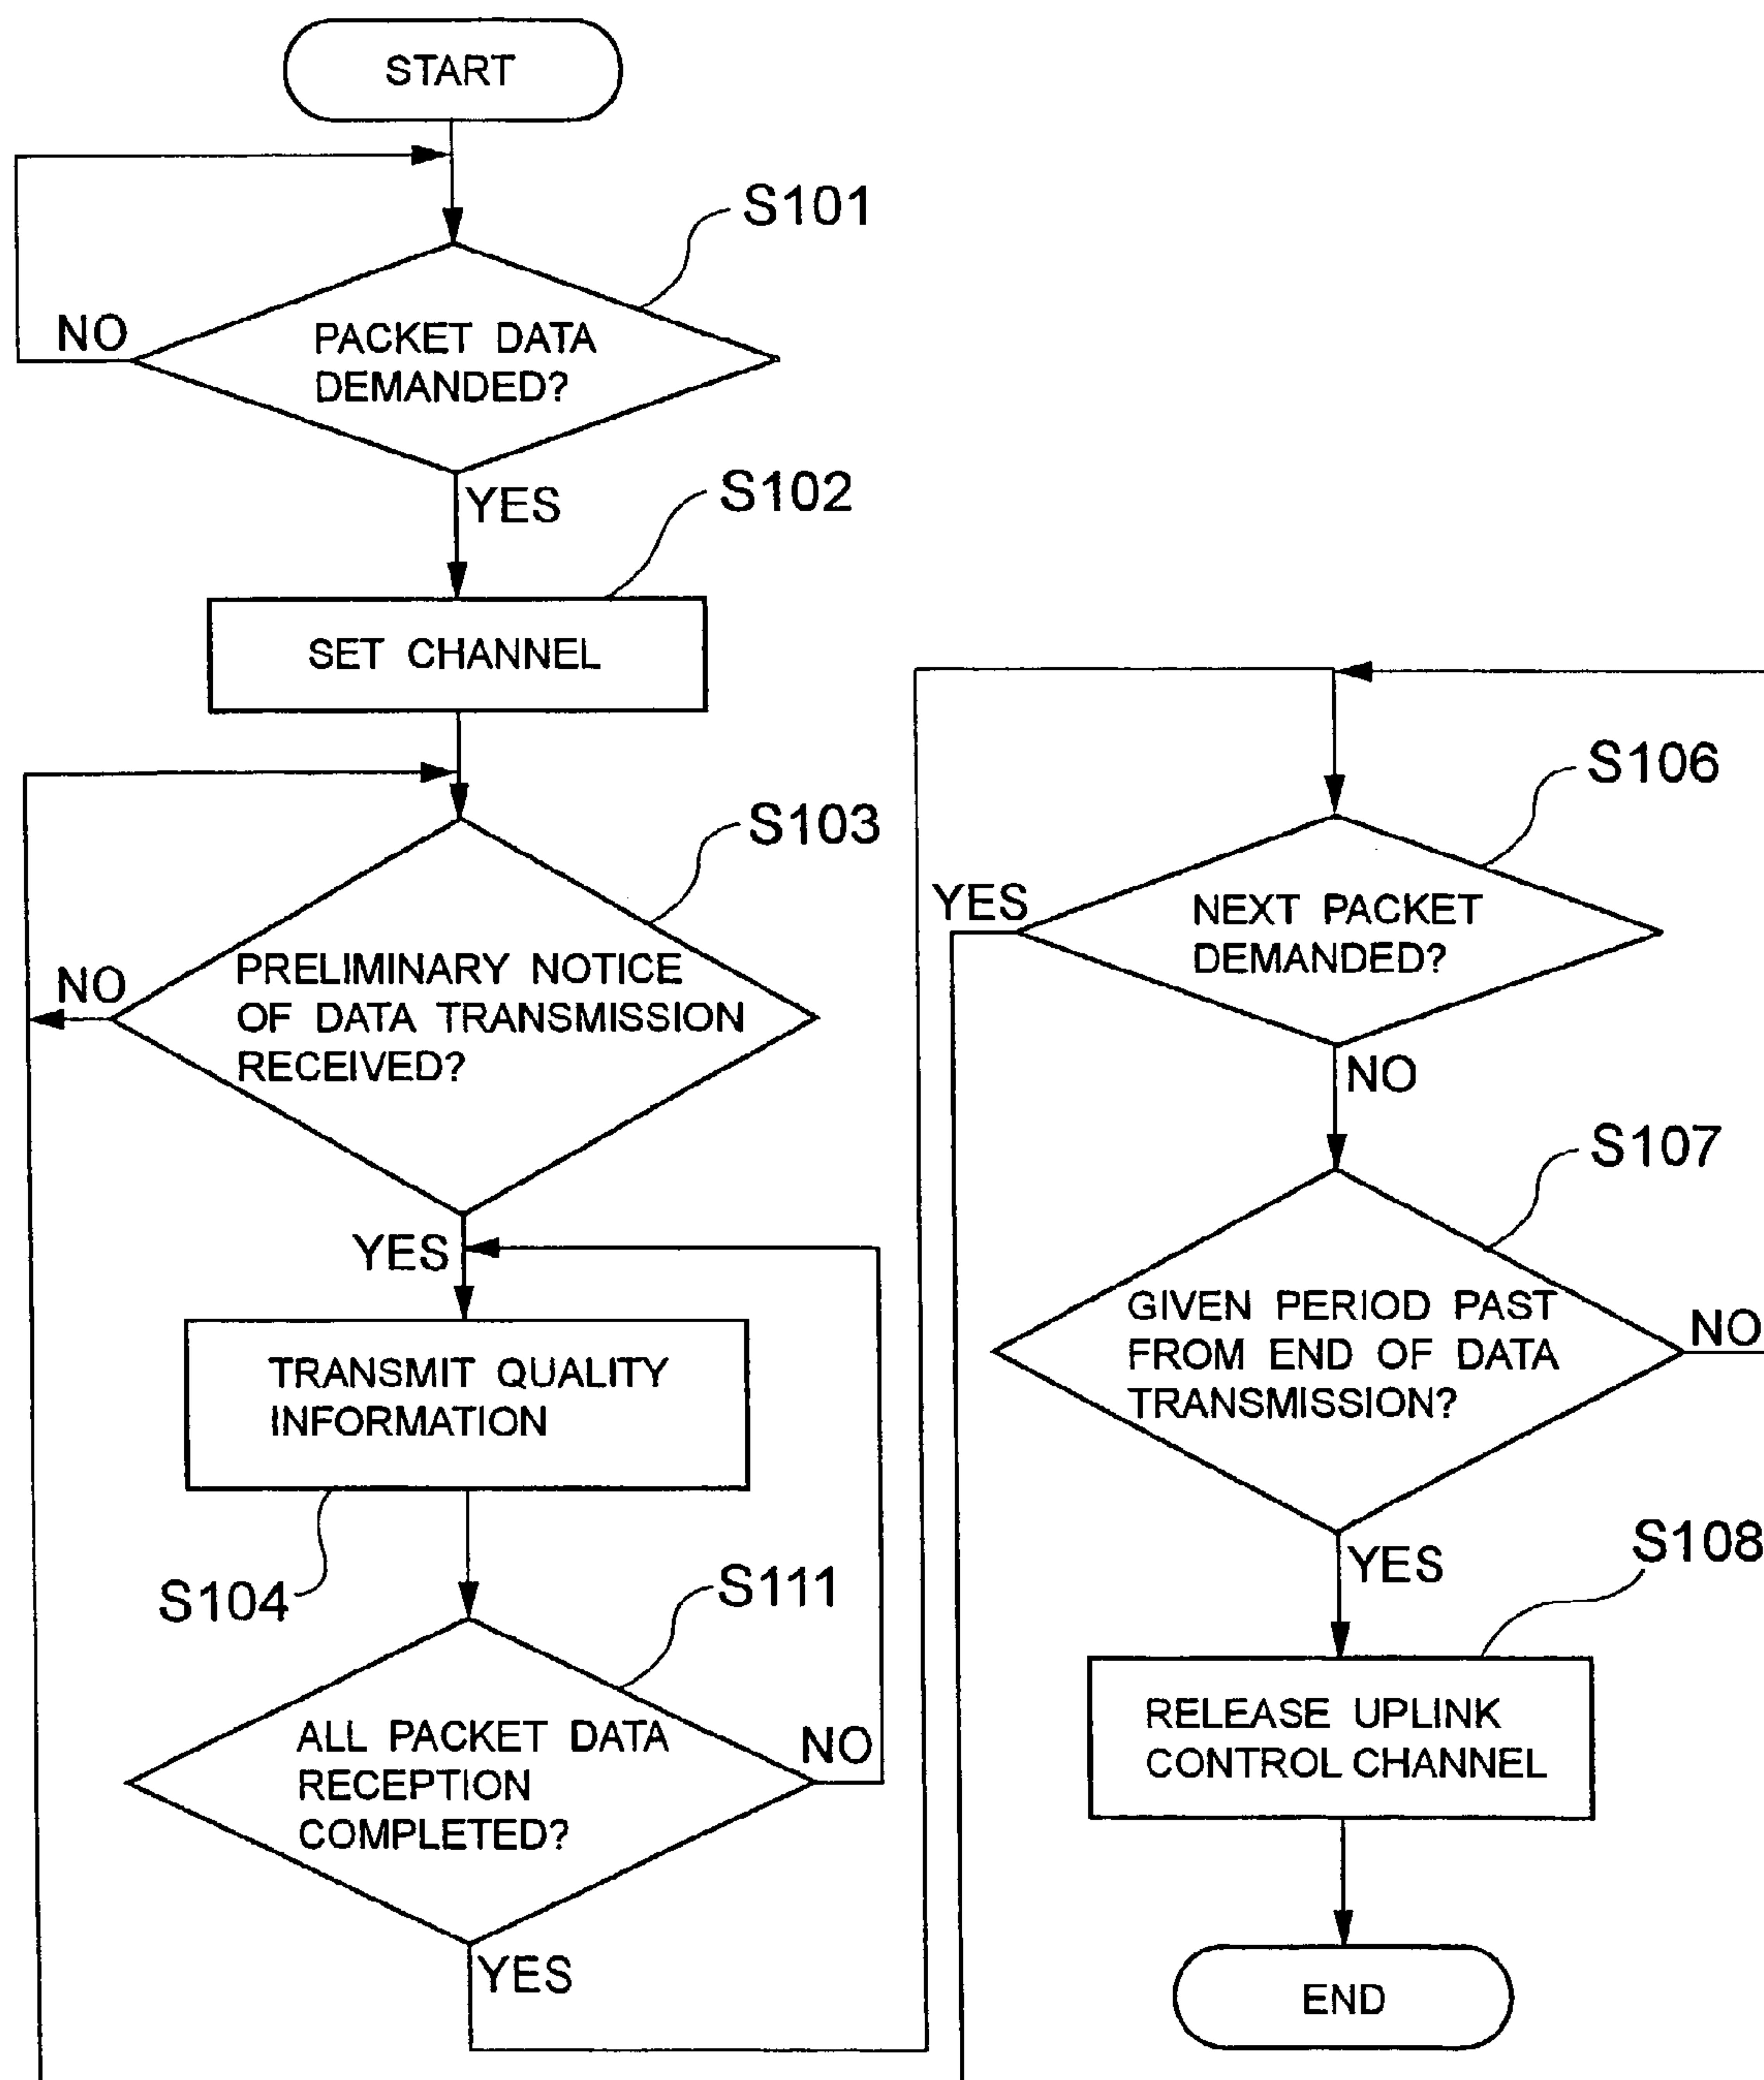 START
S101
NO
PACKET DATA
DEMANDED?
YES
S102
SET CHANNEL
S103
NO
PRELIMINARY NOTICE
OF DATA TRANSMISSION
RECEIVED?
YES
TRANSMIT QUALITY
INFORMATION
S104
S111
ALL PACKET DATA
RECEPTION
COMPLETED?
NO
YES
S106
YES
NEXT PACKET
DEMANDED?
NO
S107
GIVEN PERIOD PAST
FROM END OF DATA
TRANSMISSION?
NO
YES
S108
RELEASE UPLINK
CONTROL CHANNEL
END